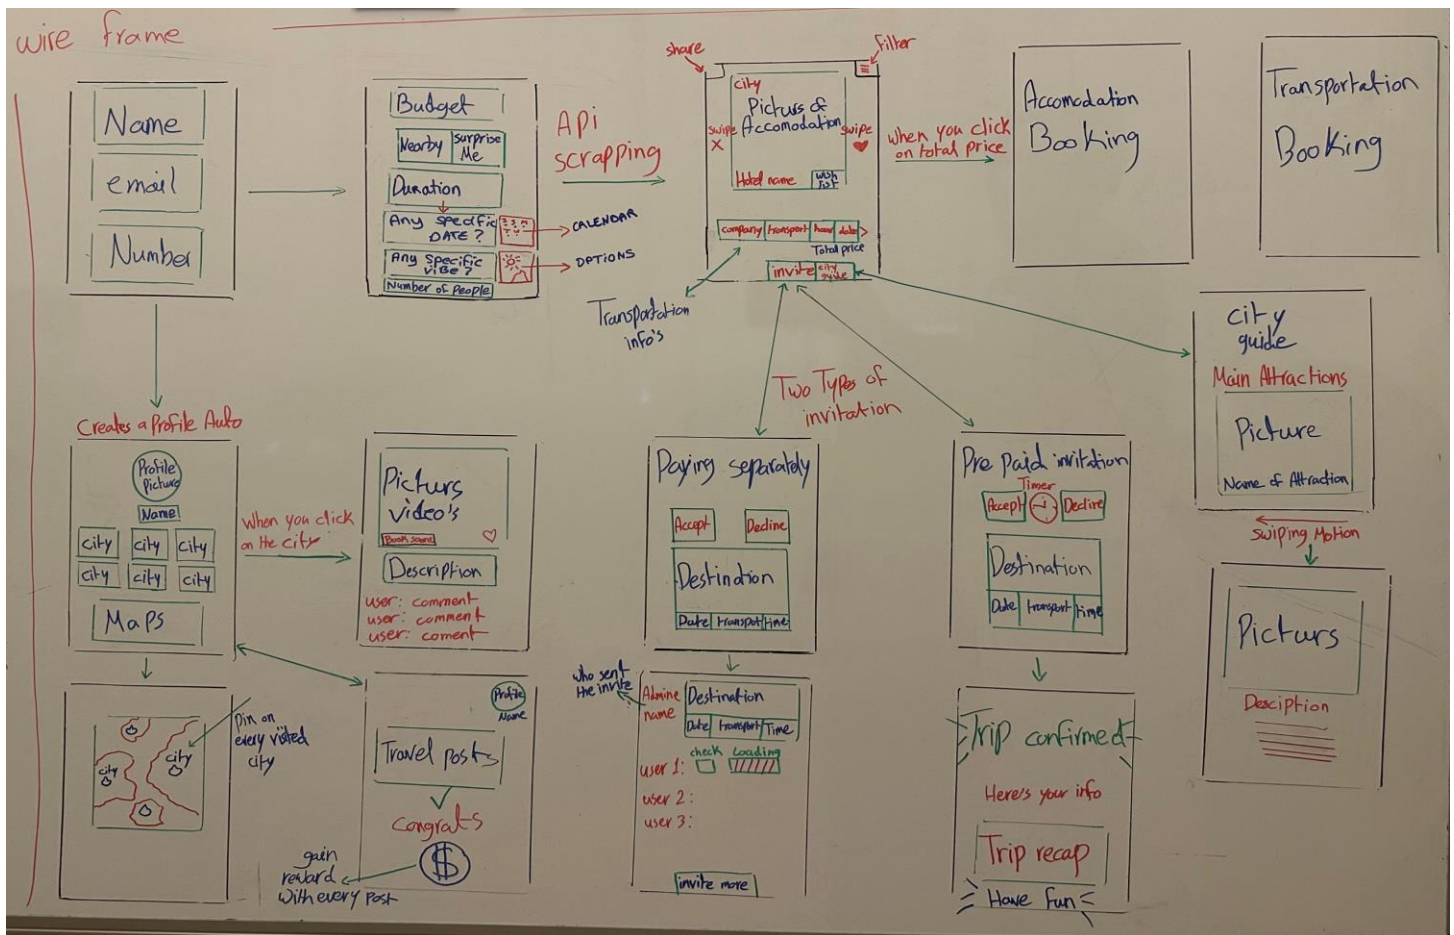 wire frame
Name
email
Number
Budget
Nearby
surprise
Me
Duration
Any specific
DATE?
S S M
T T
CALENDAR
Any specific
viBe?
OPTIONS
Number of people
Api
scrapping
share
filter
city
Picturs of
Accomodation
swipe
X
swipe
Hotel name
wish
list
company
transport
hour
date
Total price
invite
city
guide
Transportation
info's
when you click
on total price
Accomodation
Booking
Transportation
Booking
city
guide
Main Attractions
Picture
Name of Attraction
Swiping Motion
Picturs
Desciption
Two Types of
invitation
Creates a Profile Auto
Profile
Picture
Name
city
city
city
city
city
city
Maps
When you click
on the city
Picturs
video's
Book same
Description
user: comment
user: comment
user: coment
Paying separately
Accept
Decline
Destination
Date
transpot
time
Pre Paid invitation
Timer
Accept
Decline
Destination
Date
transport
time
city
city
Pin on
every visted
city
Profile
Name
Travel posts
congrats
$
gain
reward
with every post
who sent
the invite
Admine
name
Destination
Date
transport
Time
check
Loading
user 1:
user 2:
user 3:
invite more
Trip confirmed
Here's your info
Trip recap
Have Fun